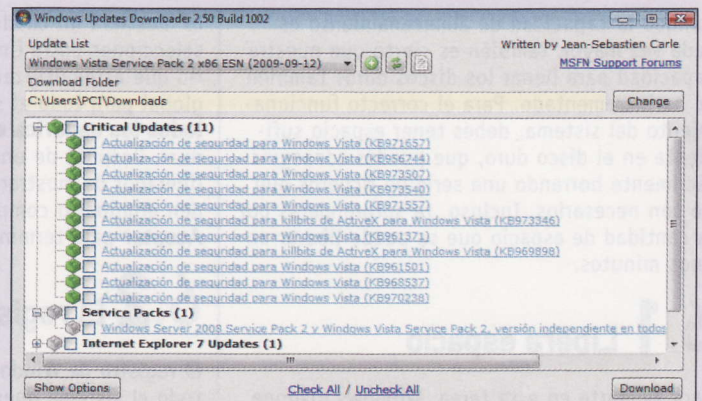 Windows Updates Downloader 2.50 Build 1002
Update List
Written by Jean-Sebastien Carle
Windows Vista Service Pack 2 x86 ESN (2009-09-12)
MSFN Support Forums
Download Folder
C:\Users\PCI\Downloads
Change
Critical Updates (11)
Actualización de seguridad para Windows Vista (KB971657)
Actualización de seguridad para Windows Vista (KB956744)
Actualización de seguridad para Windows Vista (KB973507)
Actualización de seguridad para Windows Vista (KB973540)
Actualización de seguridad para Windows Vista (KB971557)
Actualización de seguridad para killbits de ActiveX para Windows Vista (KB973346)
Actualización de seguridad para Windows Vista (KB961371)
Actualización de seguridad para killbits de ActiveX para Windows Vista (KB969898)
Actualización de seguridad para Windows Vista (KB961501)
Actualización de seguridad para Windows Vista (KB968537)
Actualización de seguridad para Windows Vista (KB970238)
Service Packs (1)
Windows Server 2008 Service Pack 2 y Windows Vista Service Pack 2, versión independiente en todos
Internet Explorer 7 Updates (1)
Show Options
Check All / Uncheck All
Download